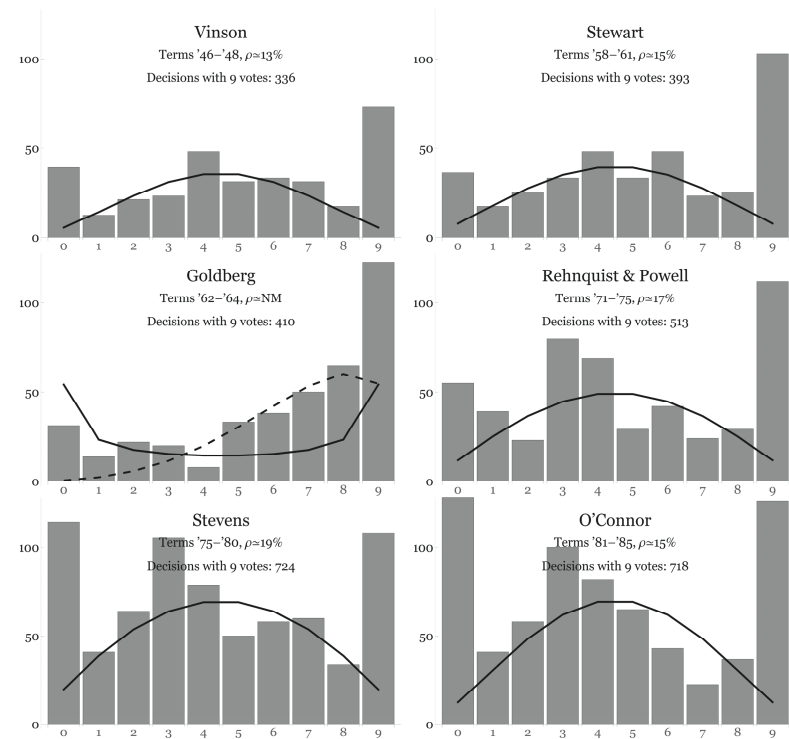 Vinson
Terms '46–'48, ρ≃13%
Decisions with 9 votes: 336
100
50
0
0 1 2 3 4 5 6 7 8 9
Stewart
Terms '58–'61, ρ≃15%
Decisions with 9 votes: 393
100
50
0
0 1 2 3 4 5 6 7 8 9
Goldberg
Terms '62–'64, ρ≃NM
Decisions with 9 votes: 410
100
50
0
0 1 2 3 4 5 6 7 8 9
Rehnquist & Powell
Terms '71–'75, ρ≃17%
Decisions with 9 votes: 513
100
50
0
0 1 2 3 4 5 6 7 8 9
Stevens
Terms '75–'80, ρ≃19%
Decisions with 9 votes: 724
100
50
0
0 1 2 3 4 5 6 7 8 9
O'Connor
Terms '81–'85, ρ≃15%
Decisions with 9 votes: 718
100
50
0
0 1 2 3 4 5 6 7 8 9